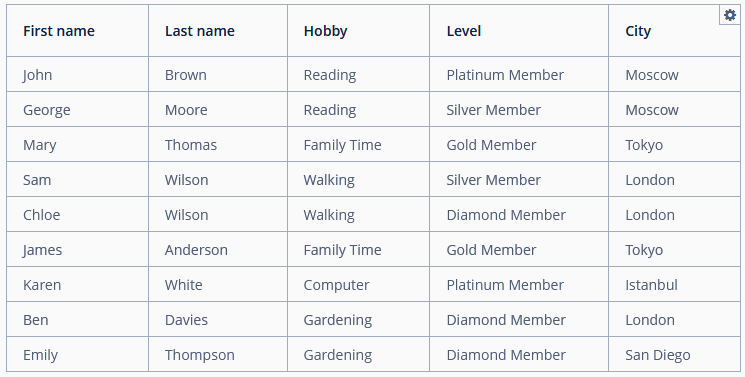 First name Last name Hobby Level City
John Brown Reading Platinum Member Moscow
George Moore Reading Silver Member Moscow
Mary Thomas Family Time Gold Member Tokyo
Sam Wilson Walking Silver Member London
Chloe Wilson Walking Diamond Member London
James Anderson Family Time Gold Member Tokyo
Karen White Computer Platinum Member Istanbul
Ben Davies Gardening Diamond Member London
Emily Thompson Gardening Diamond Member San Diego